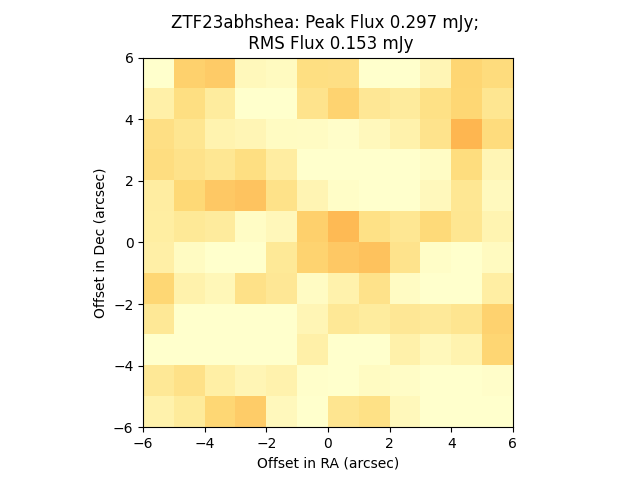 ZTF23abhshea: Peak Flux 0.297 mJy;
RMS Flux 0.153 mJy
6
4
2
0
−2
−4
−6
Offset in Dec (arcsec)
−6 −4 −2 0 2 4 6
Offset in RA (arcsec)